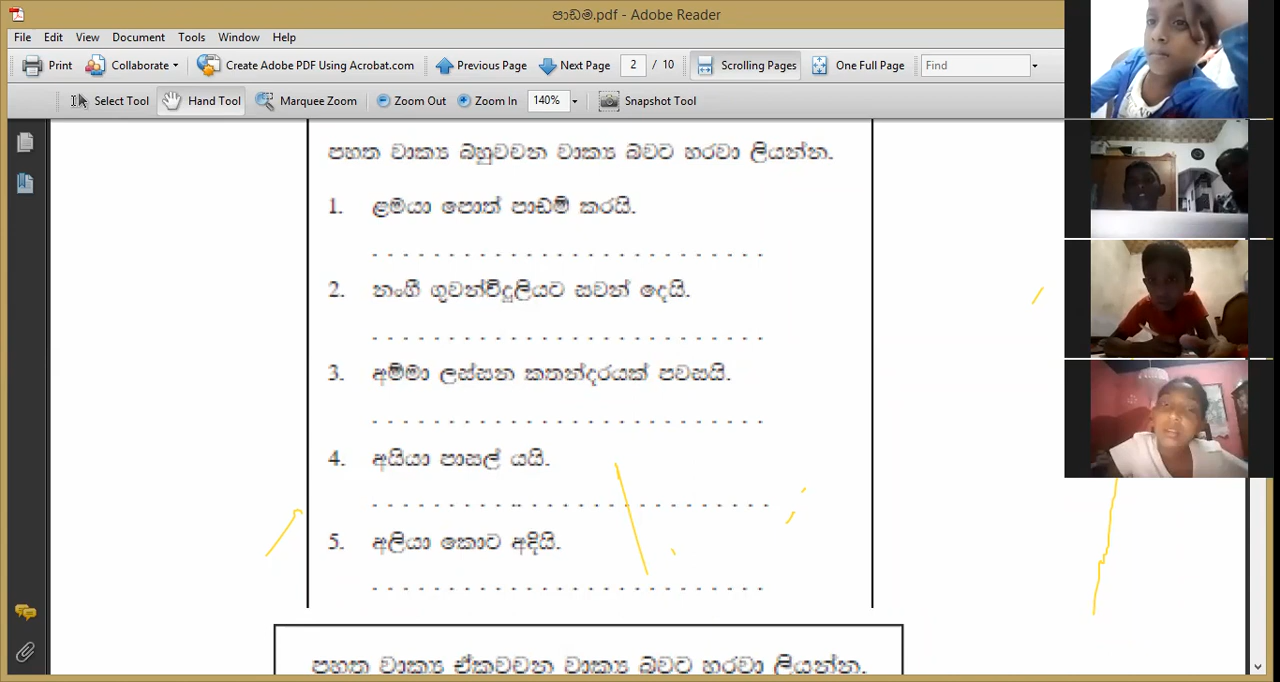 පාඩම.pdf - Adobe Reader
File Edit View Document Tools Window Help
Print Collaborate Create Adobe PDF Using Acrobat.com Previous Page Next Page 2 / 10 Scrolling Pages One Full Page Find
Select Tool Hand Tool Marquee Zoom Zoom Out Zoom In 140% Snapshot Tool
පහත වාක්‍ය බහුවචන වාක්‍ය බවට හරවා ලියන්න.
1. ළමයා පොත් පාඩම් කරයි.
2. නංගී ගුවන්විදුලියට සවන් දෙයි.
3. අම්මා ලස්සන කතන්දරයක් පවසයි.
4. අයියා පාසල් යයි.
5. අලියා කොට අදියි.
පහත වාක්‍ය ඒකවචන වාක්‍ය බවට හරවා ලියන්න.